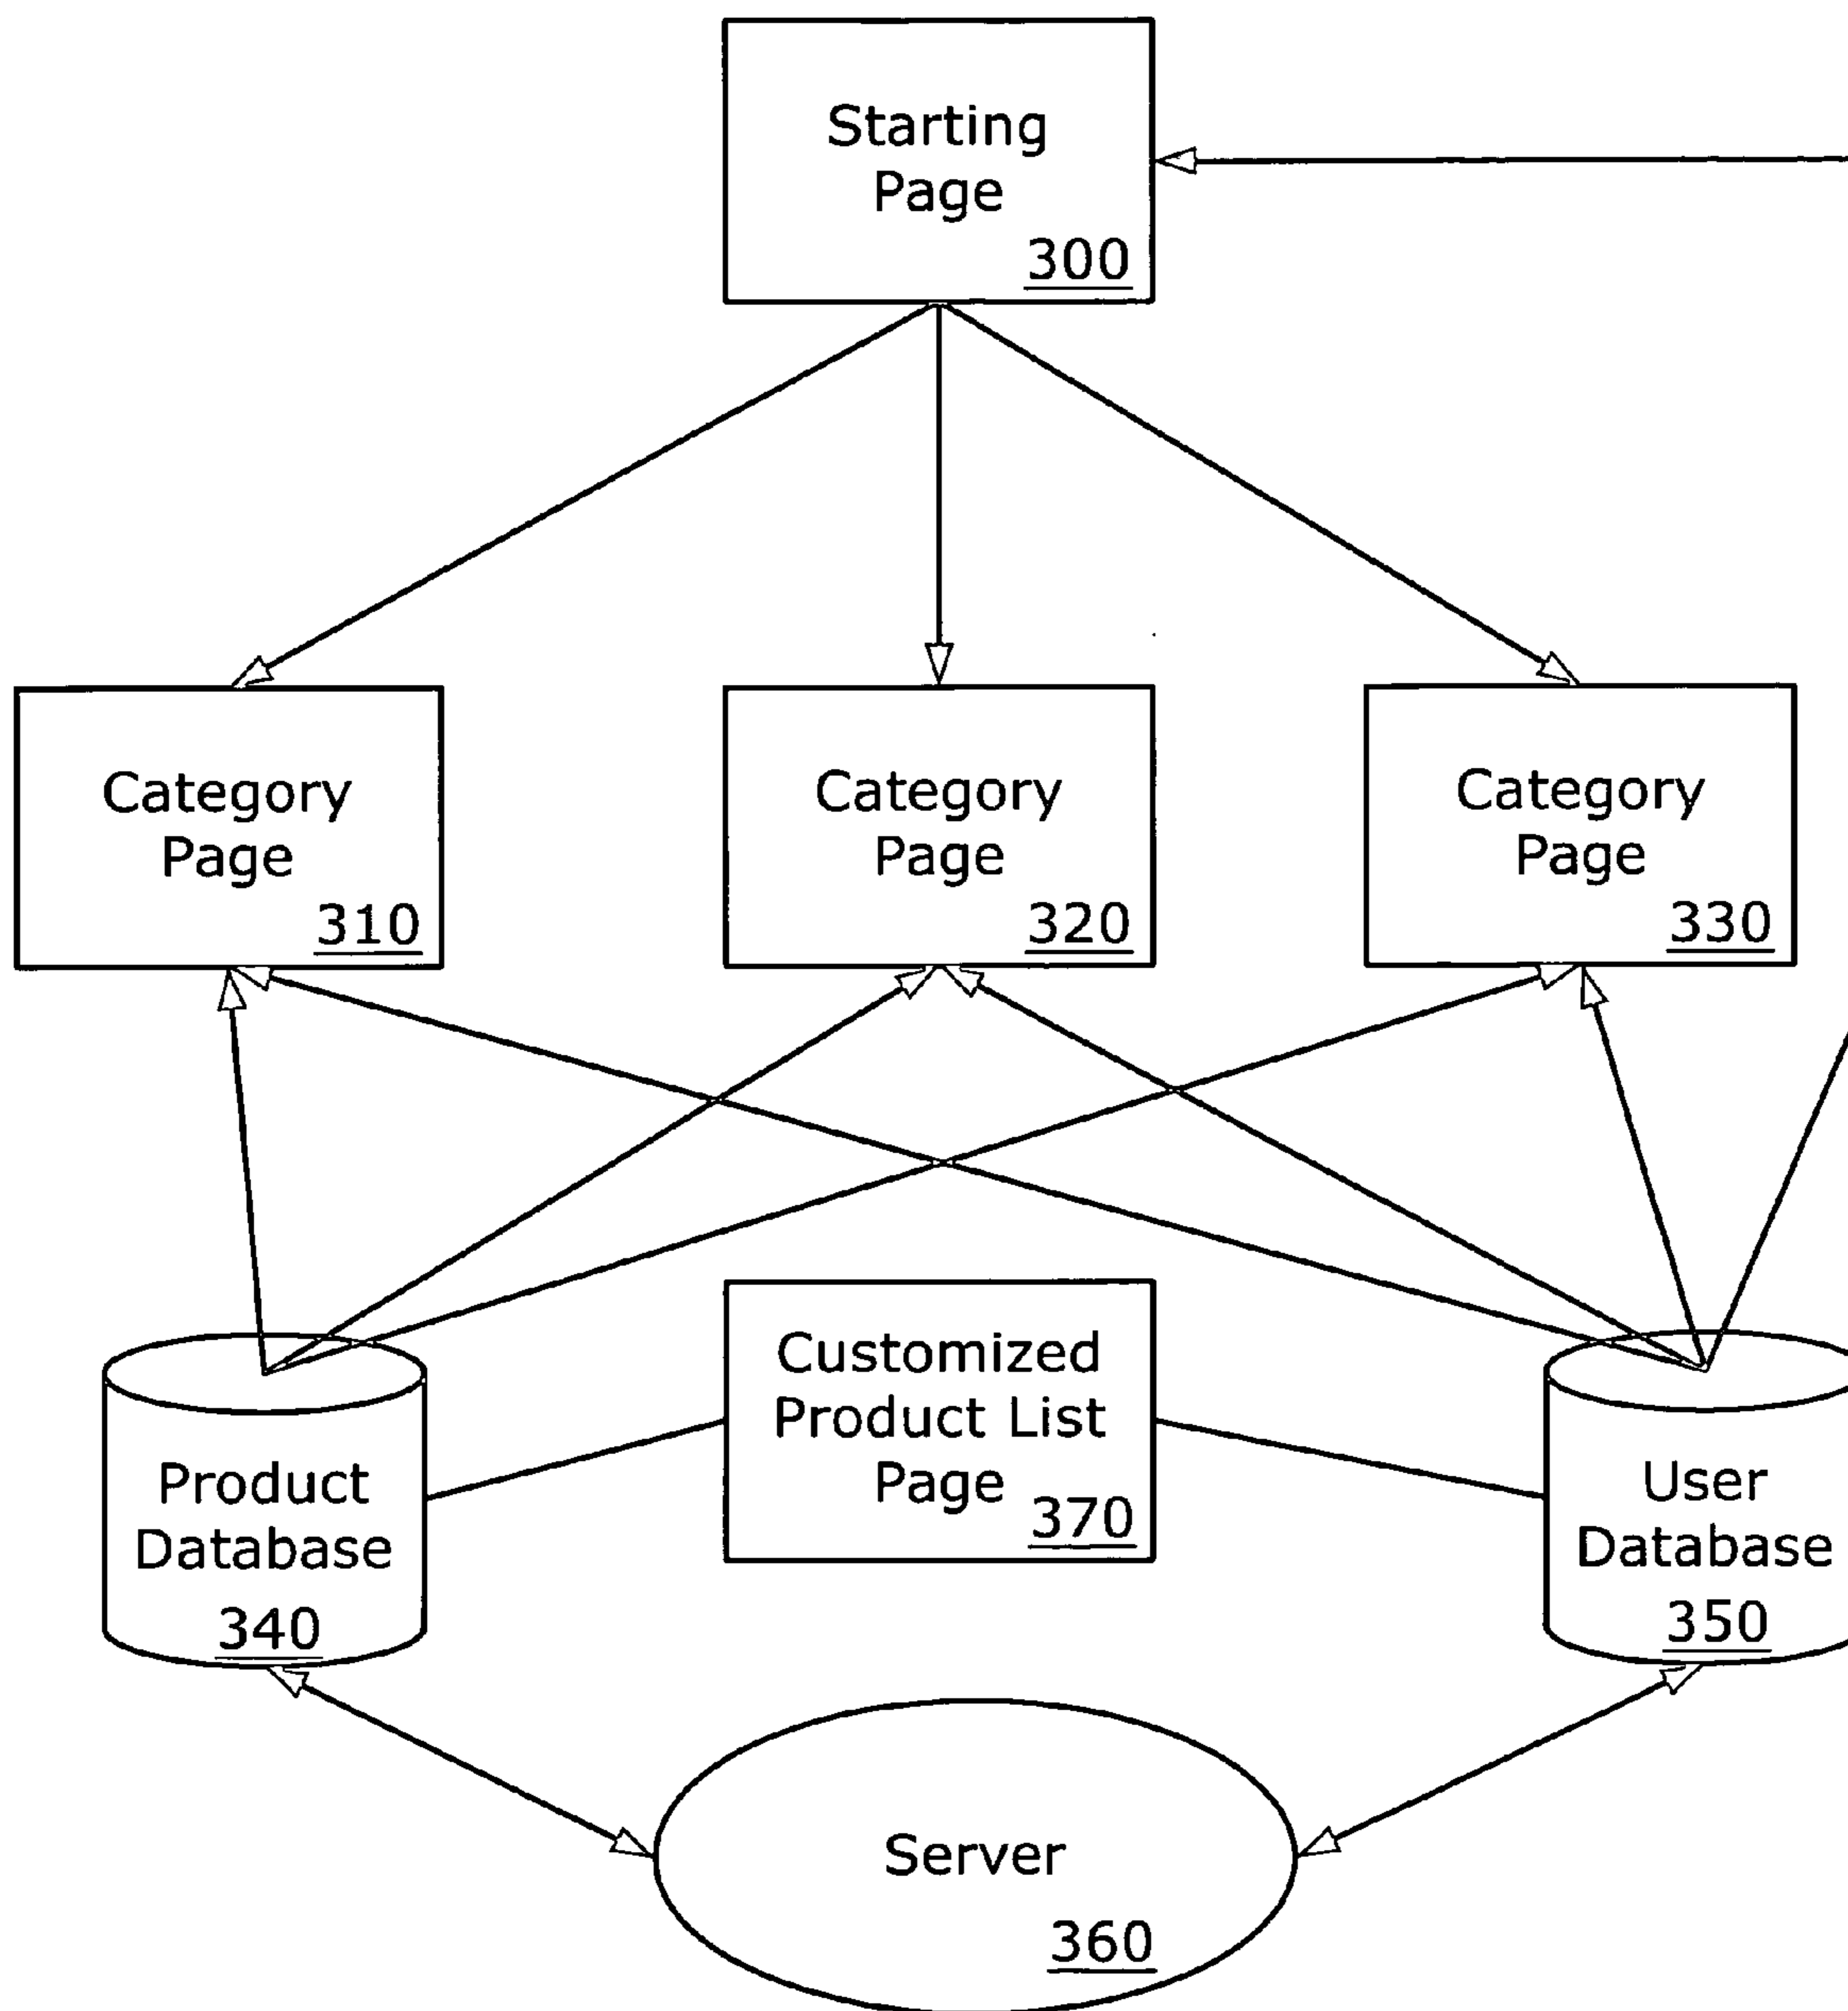 Starting
Page
300
Category
Page
310
Category
Page
320
Category
Page
330
Customized
Product List
Page
370
Product
Database
340
User
Database
350
Server
360